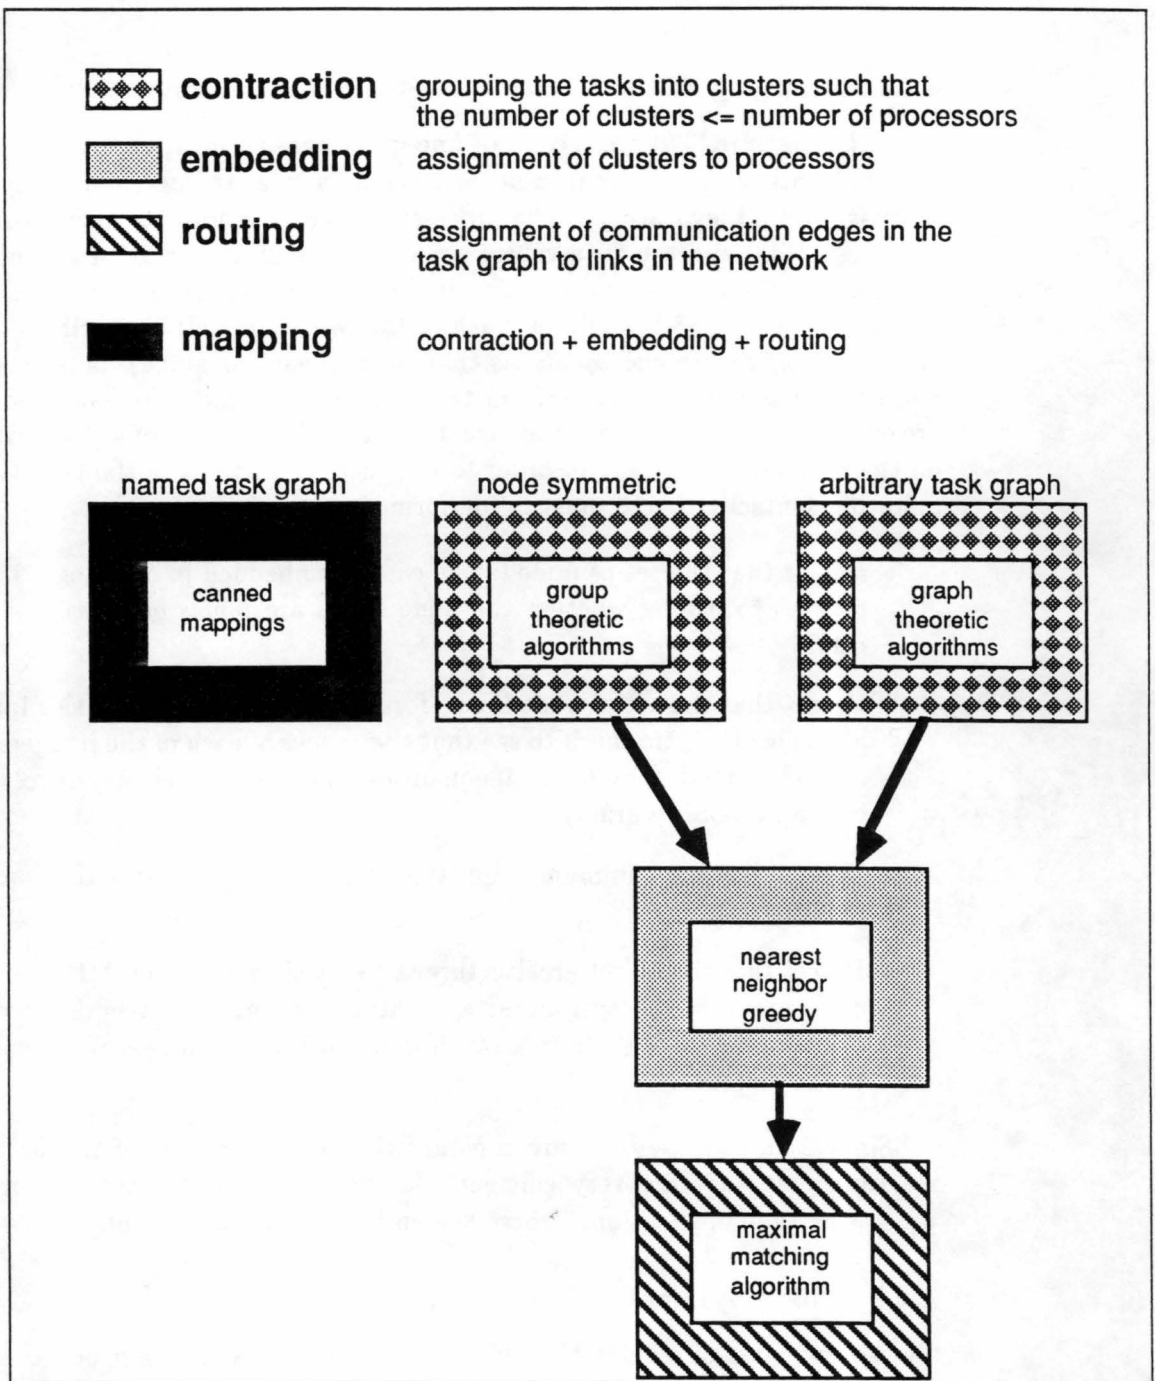 contraction grouping the tasks into clusters such that
the number of clusters <= number of processors
embedding assignment of clusters to processors
routing assignment of communication edges in the
task graph to links in the network
mapping contraction + embedding + routing
named task graph node symmetric arbitrary task graph
canned
mappings
group
theoretic
algorithms
graph
theoretic
algorithms
nearest
neighbor
greedy
maximal
matching
algorithm